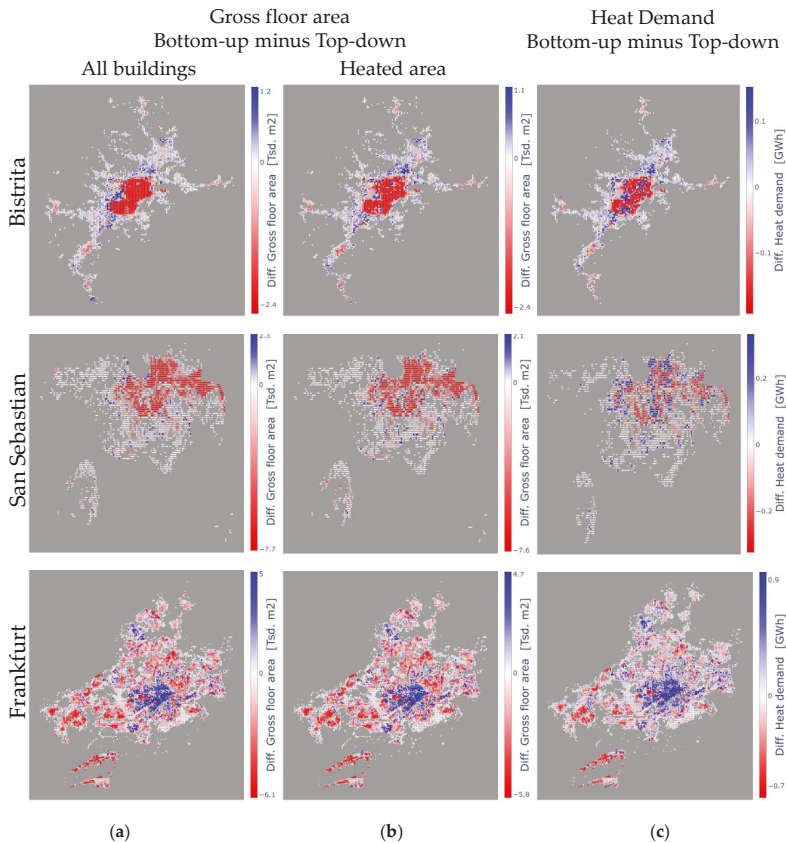 Gross floor area
Bottom-up minus Top-down
Heat Demand
Bottom-up minus Top-down
All buildings
Heated area
Bistrita
1.2
0
−2.4
Diff. Gross floor area [Tsd. m2]
1.1
0
−2.4
Diff. Gross floor area [Tsd. m2]
0.1
0
−0.1
Diff. Heat demand [GWh]
San Sebastian
2.3
0
−7.7
Diff. Gross floor area [Tsd. m2]
2.1
0
−7.6
Diff. Gross floor area [Tsd. m2]
0.2
0
−0.2
Diff. Heat demand [GWh]
Frankfurt
5
0
−6.1
Diff. Gross floor area [Tsd. m2]
4.7
0
−5.8
Diff. Gross floor area [Tsd. m2]
0.9
0
−0.7
Diff. Heat demand [GWh]
(a)
(b)
(c)